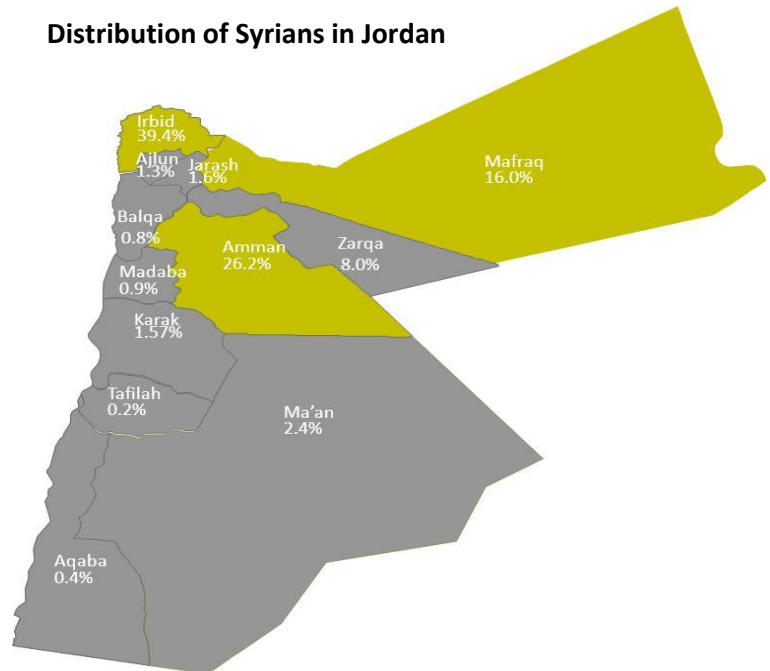 Distribution of Syrians in Jordan
Irbid
39.4%
Ajlun
1.3%
Jarash
1.6%
Mafraq
16.0%
Balqa
0.8%
Amman
26.2%
Zarqa
8.0%
Madaba
0.9%
Karak
1.57%
Tafilah
0.2%
Ma'an
2.4%
Aqaba
0.4%